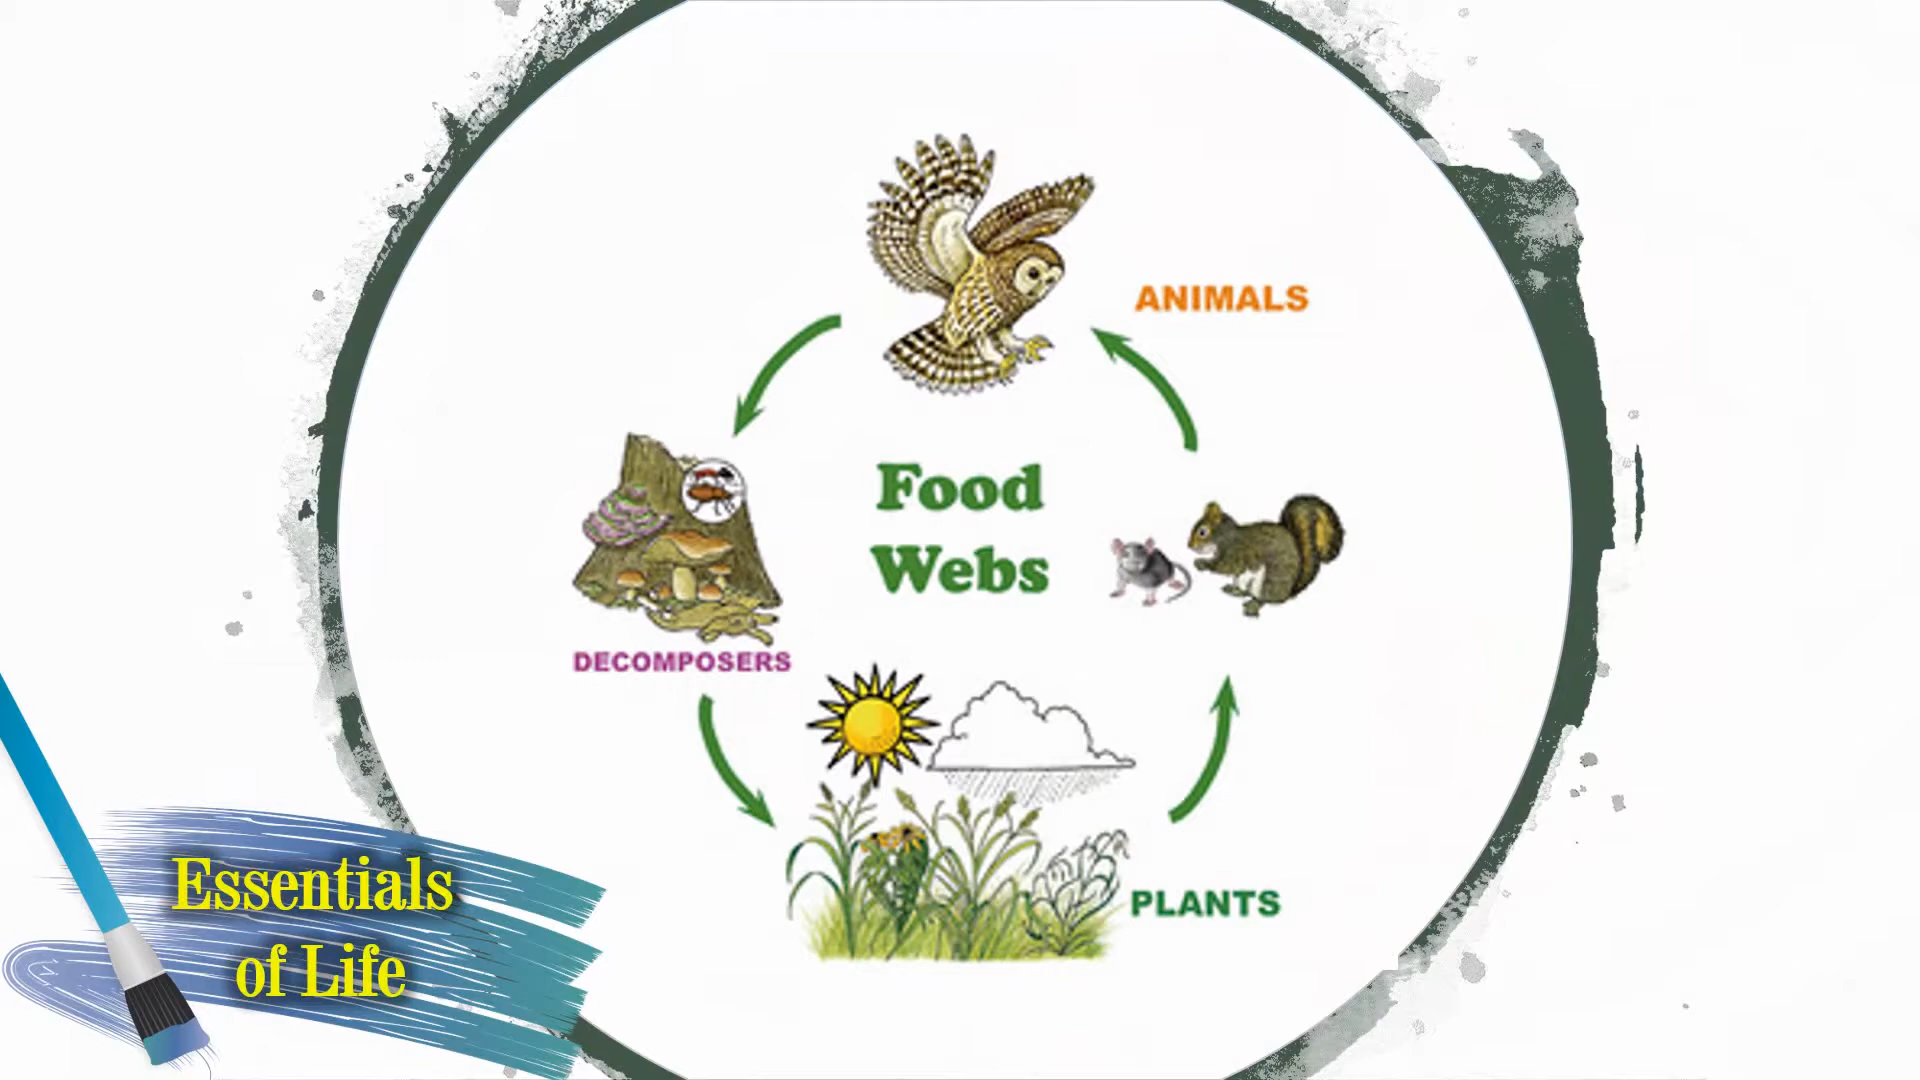 ANIMALS
Food
Webs
DECOMPOSERS
PLANTS
Essentials
of Life